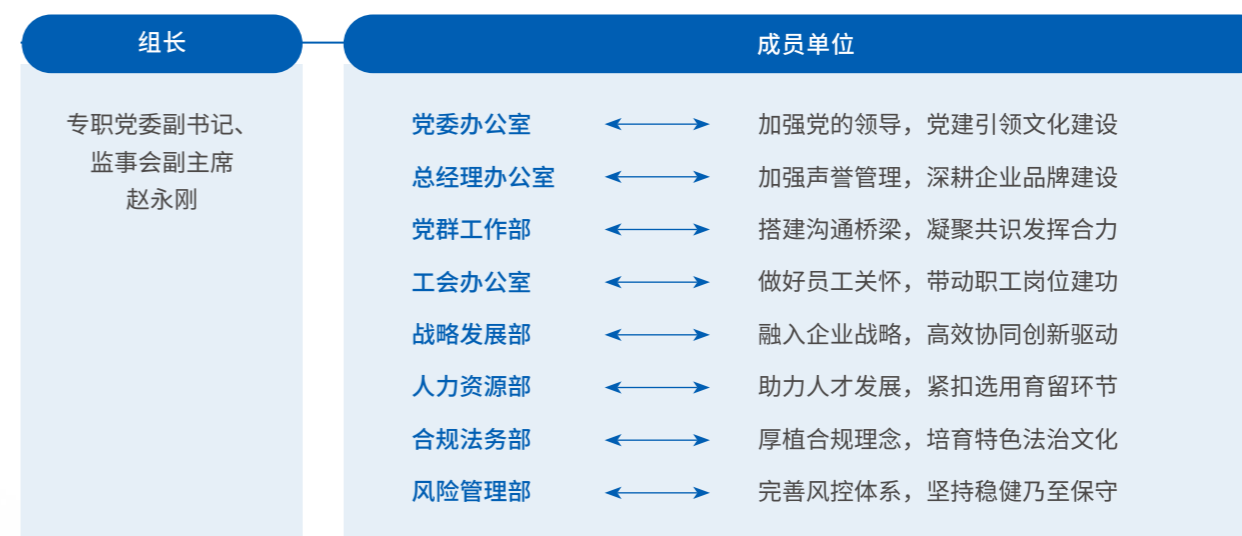 组长
成员单位
专职党委副书记、
监事会副主席
赵永刚
党委办公室 加强党的领导，党建引领文化建设
总经理办公室 加强声誉管理，深耕企业品牌建设
党群工作部 搭建沟通桥梁，凝聚共识发挥合力
工会办公室 做好员工关怀，带动职工岗位建功
战略发展部 融入企业战略，高效协同创新驱动
人力资源部 助力人才发展，紧扣选用育留环节
合规法务部 厚植合规理念，培育特色法治文化
风险管理部 完善风控体系，坚持稳健乃至保守